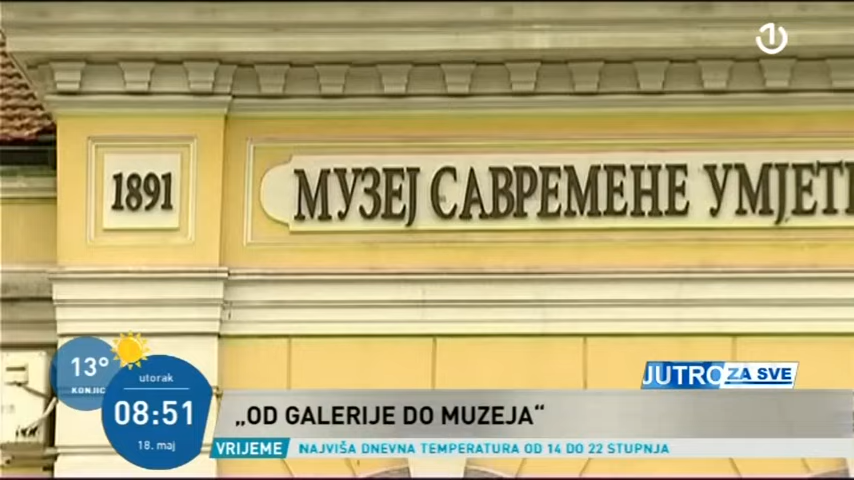 1
1891
МУЗЕЈ САВРЕМЕНЕ УМЈЕТ
13°
KONJIC
utorak
08:51
18. maj
JUTRO ZA SVE
„OD GALERIJE DO MUZEJA“
VRIJEME
NAJVIŠA DNEVNA TEMPERATURA OD 14 DO 22 STUPNJA